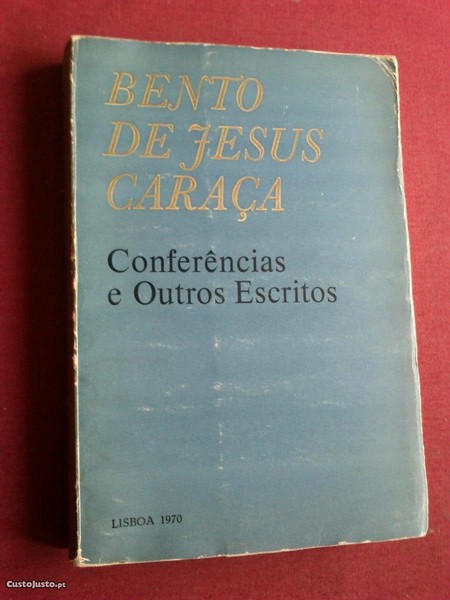 BENTO
DE JESUS
CARAÇA
Conferências
e Outros Escritos
LISBOA 1970
CustoJusto.pt